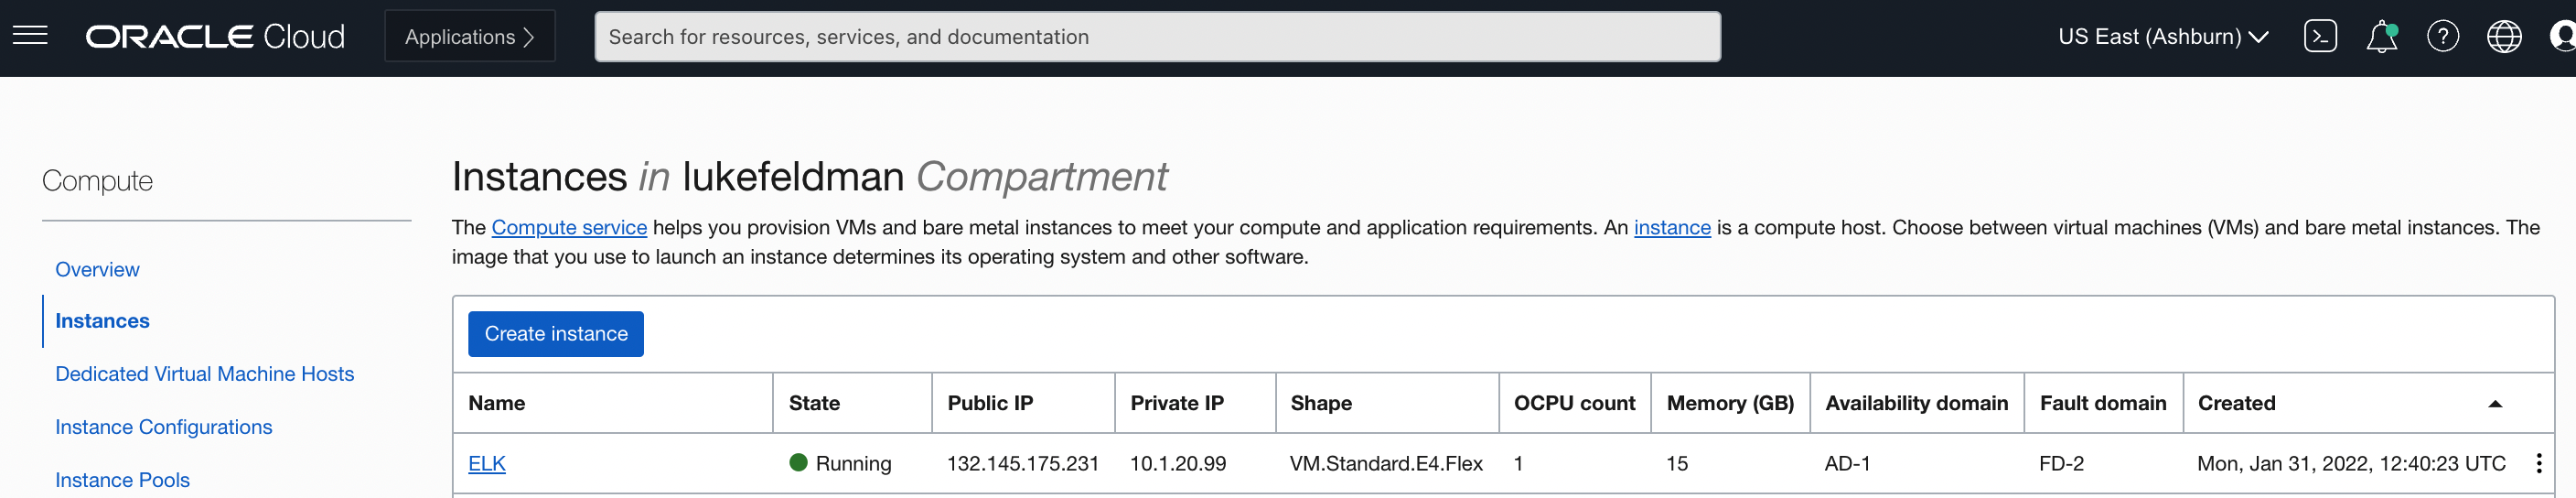 ORACLE Cloud
Applications
Search for resources, services, and documentation
US East (Ashburn)
Compute
Overview
Instances
Dedicated Virtual Machine Hosts
Instance Configurations
Instance Pools
Instances in lukefeldman Compartment
The Compute service helps you provision VMs and bare metal instances to meet your compute and application requirements. An instance is a compute host. Choose between virtual machines (VMs) and bare metal instances. The
image that you use to launch an instance determines its operating system and other software.
Create instance
Name State Public IP Private IP Shape OCPU count Memory (GB) Availability domain Fault domain Created
ELK Running 132.145.175.231 10.1.20.99 VM.Standard.E4.Flex 1 15 AD-1 FD-2 Mon, Jan 31, 2022, 12:40:23 UTC